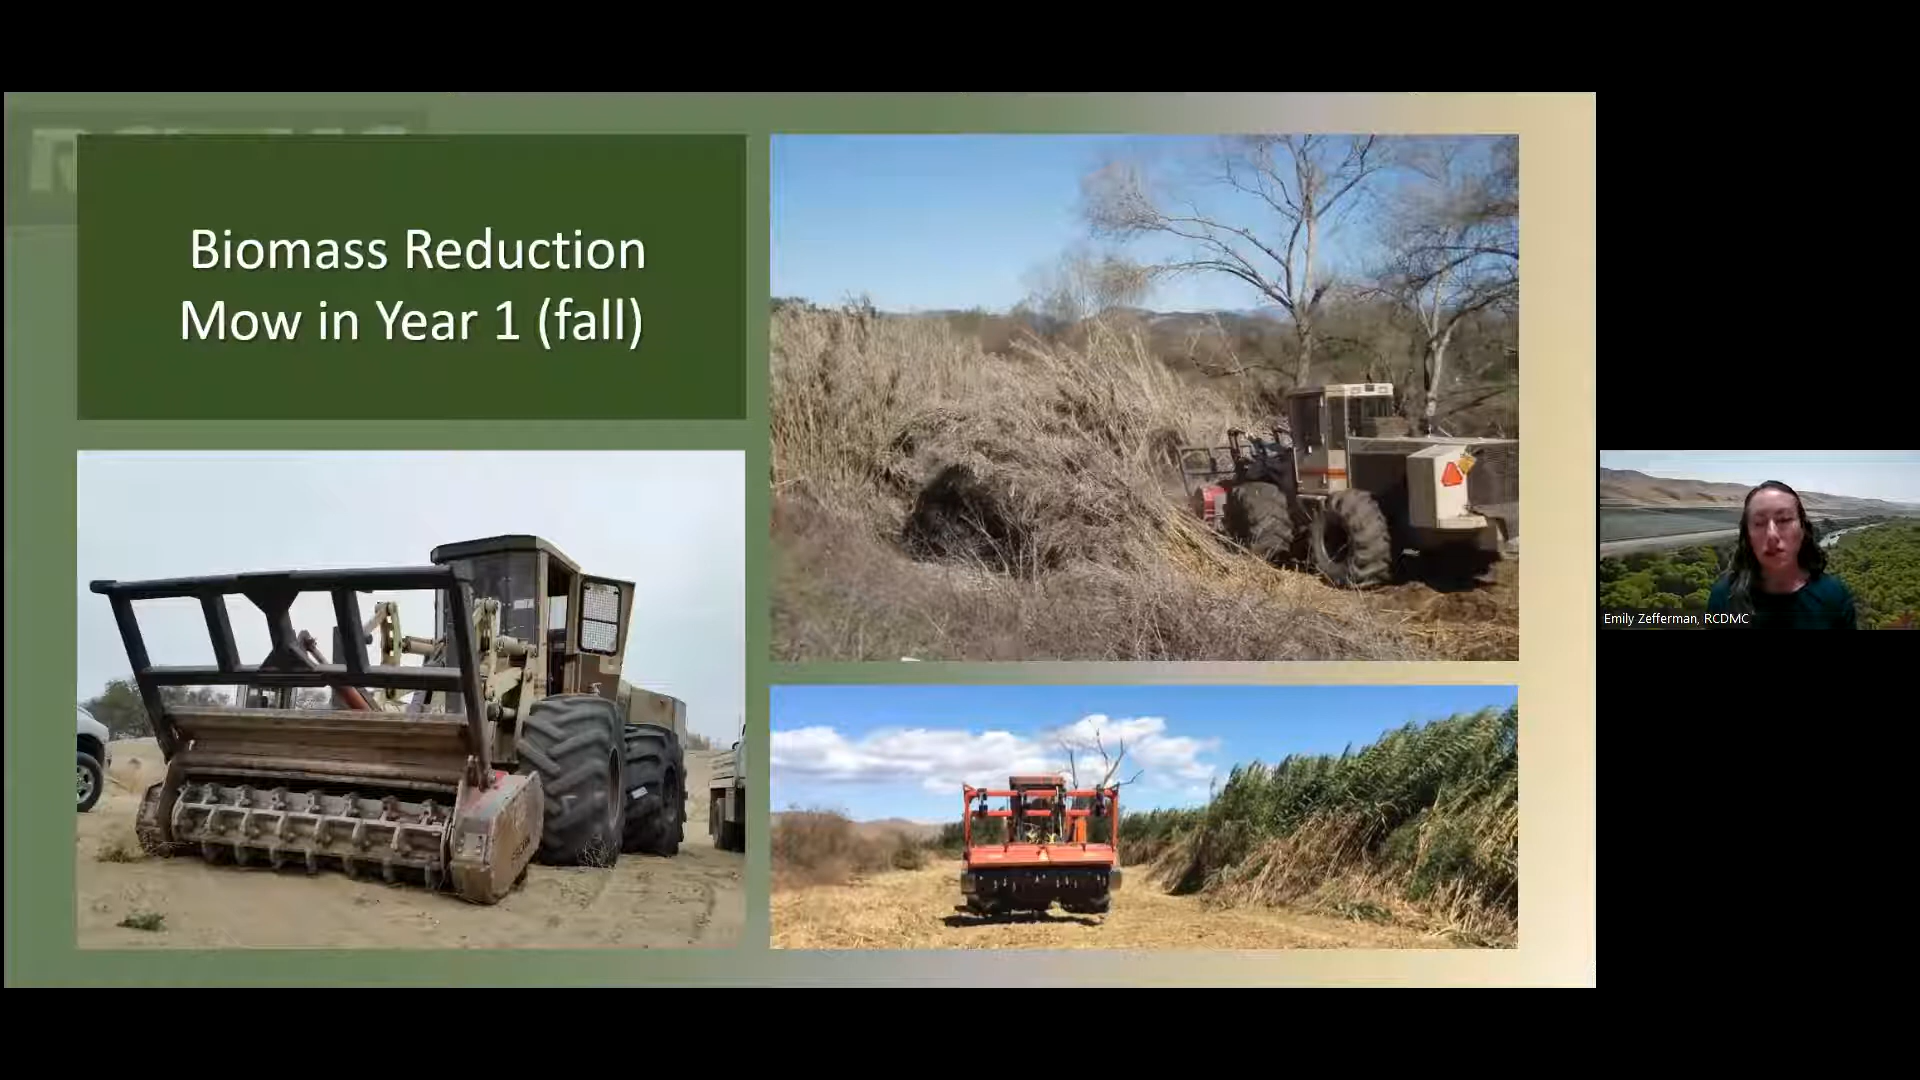 Biomass Reduction
Mow in Year 1 (fall)
Emily Zefferman, RCDMC